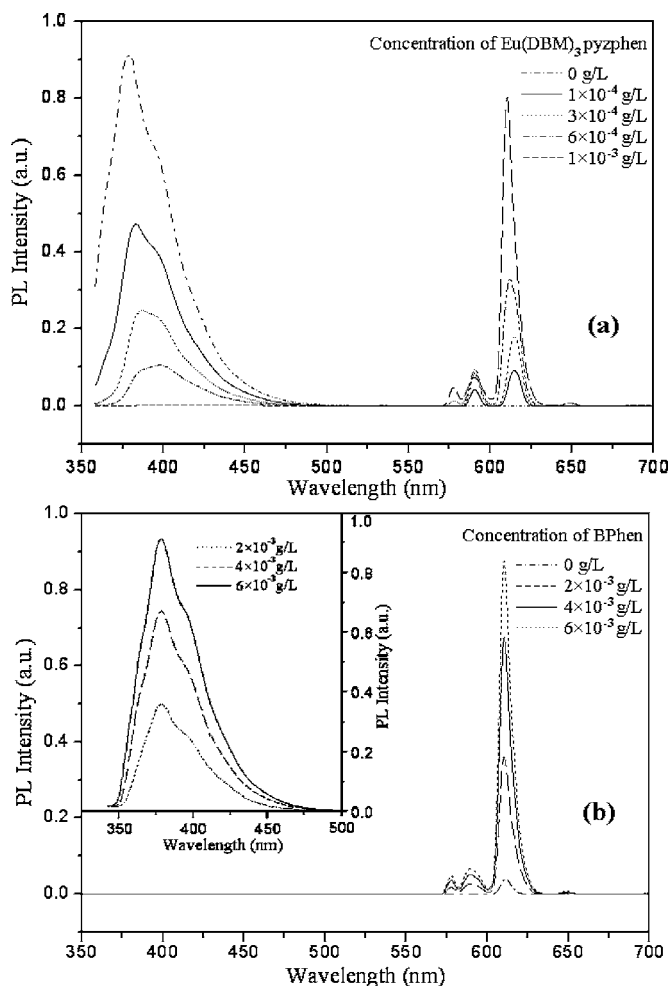 1.0
0.8
0.6
0.4
0.2
0.0
PL Intensity (a.u.)
Concentration of Eu(DBM)₃pyzphen
0 g/L
1×10⁻⁴ g/L
3×10⁻⁴ g/L
6×10⁻⁴ g/L
1×10⁻³ g/L
(a)
350 400 450 500 550 600 650 700
Wavelength (nm)
1.0
0.8
0.6
0.4
0.2
0.0
PL Intensity (a.u.)
2×10⁻³g/L
4×10⁻³g/L
6×10⁻³g/L
1.0
0.8
0.6
0.4
0.2
0.0
PL Intensity (a.u.)
350 400 450 500
Wavelength (nm)
Concentration of BPhen
0 g/L
2×10⁻³g/L
4×10⁻³g/L
6×10⁻³g/L
(b)
350 400 450 500 550 600 650 700
Wavelength (nm)